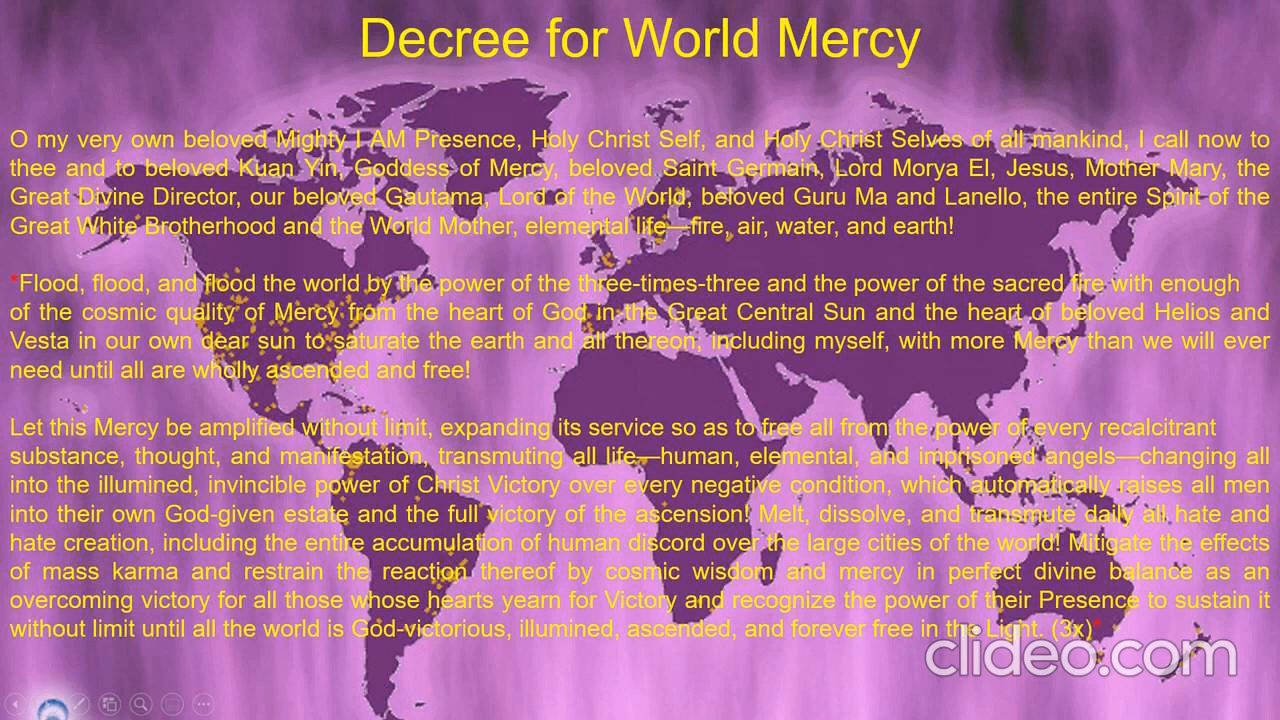 Decree for World Mercy
O my very own beloved Mighty I AM Presence, Holy Christ Self, and Holy Christ Selves of all mankind, I call now to
thee and to beloved Kuan Yin, Goddess of Mercy, beloved Saint Germain, Lord Morya El, Jesus, Mother Mary, the
Great Divine Director, our beloved Gautama, Lord of the World, beloved Guru Ma and Lanello, the entire Spirit of the
Great White Brotherhood and the World Mother, elemental life—fire, air, water, and earth!
*Flood, flood, and flood the world by the power of the three-times-three and the power of the sacred fire with enough
of the cosmic quality of Mercy from the heart of God in the Great Central Sun and the heart of beloved Helios and
Vesta in our own dear sun to saturate the earth and all thereon, including myself, with more Mercy than we will ever
need until all are wholly ascended and free!
Let this Mercy be amplified without limit, expanding its service so as to free all from the power of every recalcitrant
substance, thought, and manifestation, transmuting all life—human, elemental, and imprisoned angels—changing all
into the illumined, invincible power of Christ Victory over every negative condition, which automatically raises all men
into their own God-given estate and the full victory of the ascension! Melt, dissolve, and transmute daily all hate and
hate creation, including the entire accumulation of human discord over the large cities of the world! Mitigate the effects
of mass karma and restrain the reaction thereof by cosmic wisdom and mercy in perfect divine balance as an
overcoming victory for all those whose hearts yearn for Victory and recognize the power of their Presence to sustain it
without limit until all the world is God-victorious, illumined, ascended, and forever free in the Light. (3x)*
clideo.com